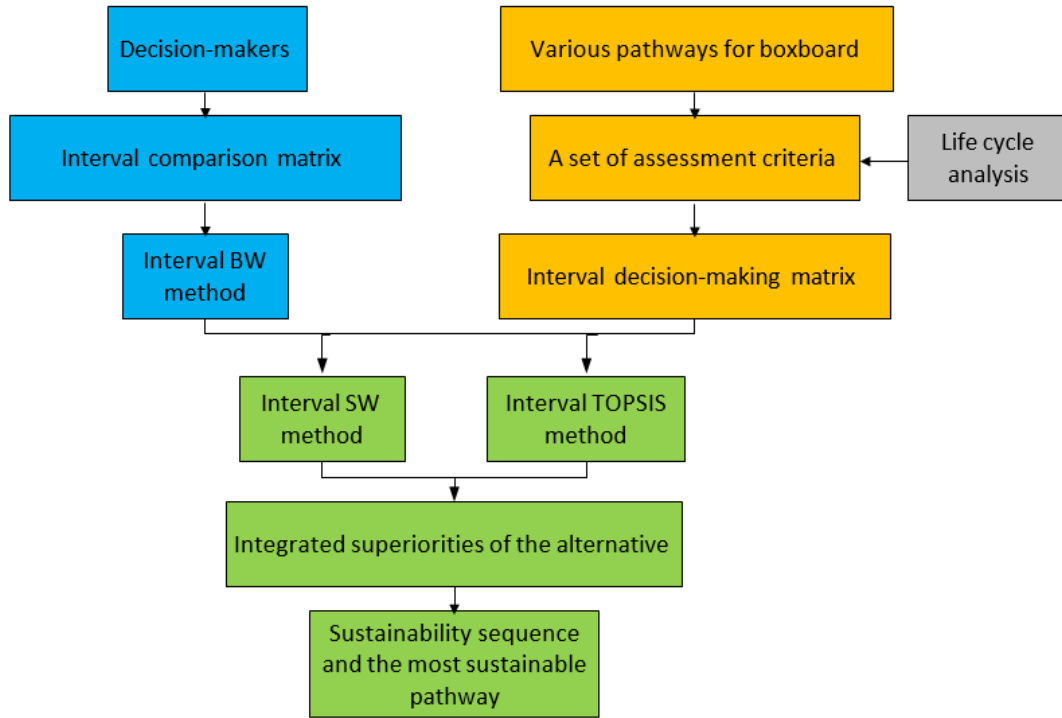 Decision-makers
Various pathways for boxboard
Interval comparison matrix
A set of assessment criteria
Life cycle
analysis
Interval BW
method
Interval decision-making matrix
Interval SW
method
Interval TOPSIS
method
Integrated superiorities of the alternative
Sustainability sequence
and the most sustainable
pathway